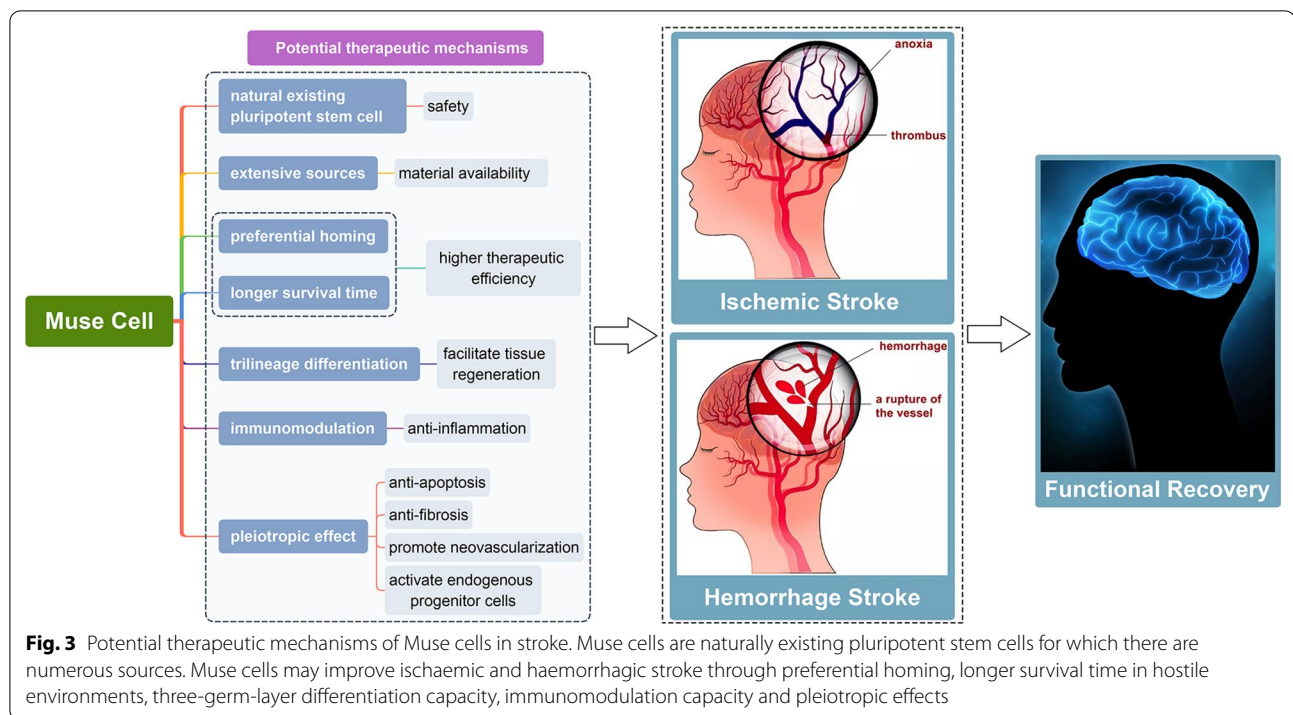 Potential therapeutic mechanisms
Muse Cell
natural existing
pluripotent stem cell
safety
extensive sources
material availability
preferential homing
longer survival time
higher therapeutic
efficiency
trilineage differentiation
facilitate tissue
regeneration
immunomodulation
anti-inflammation
pleiotropic effect
anti-apoptosis
anti-fibrosis
promote neovascularization
activate endogenous
progenitor cells
anoxia
thrombus
Ischemic Stroke
hemorrhage
a rupture of
the vessel
Hemorrhage Stroke
Functional Recovery
Fig. 3 Potential therapeutic mechanisms of Muse cells in stroke. Muse cells are naturally existing pluripotent stem cells for which there are
numerous sources. Muse cells may improve ischaemic and haemorrhagic stroke through preferential homing, longer survival time in hostile
environments, three-germ-layer differentiation capacity, immunomodulation capacity and pleiotropic effects